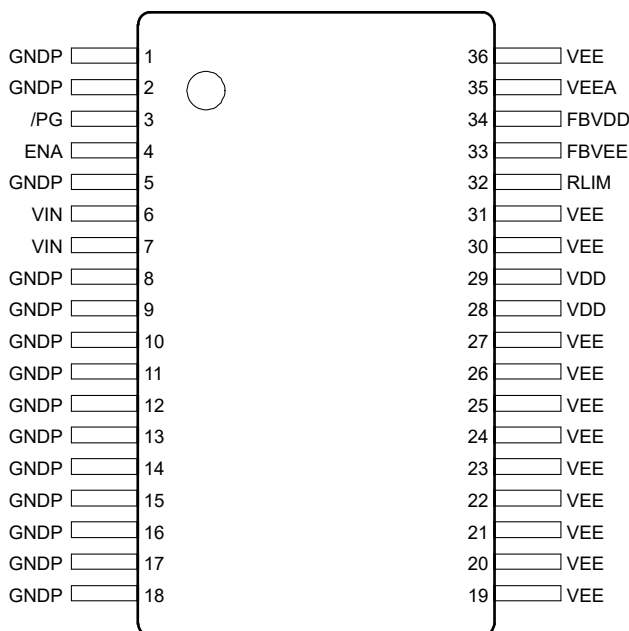 GNDP 1 36 VEE
GNDP 2 35 VEEA
/PG 3 34 FBVDD
ENA 4 33 FBVEE
GNDP 5 32 RLIM
VIN 6 31 VEE
VIN 7 30 VEE
GNDP 8 29 VDD
GNDP 9 28 VDD
GNDP 10 27 VEE
GNDP 11 26 VEE
GNDP 12 25 VEE
GNDP 13 24 VEE
GNDP 14 23 VEE
GNDP 15 22 VEE
GNDP 16 21 VEE
GNDP 17 20 VEE
GNDP 18 19 VEE